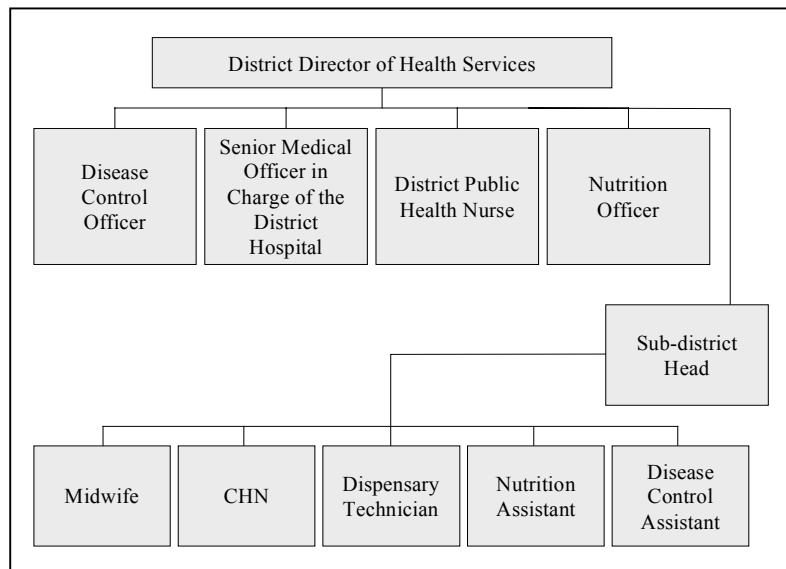 District Director of Health Services
Disease
Control
Officer
Senior Medical
Officer in
Charge of the
District
Hospital
District Public
Health Nurse
Nutrition
Officer
Sub-district
Head
Midwife
CHN
Dispensary
Technician
Nutrition
Assistant
Disease
Control
Assistant